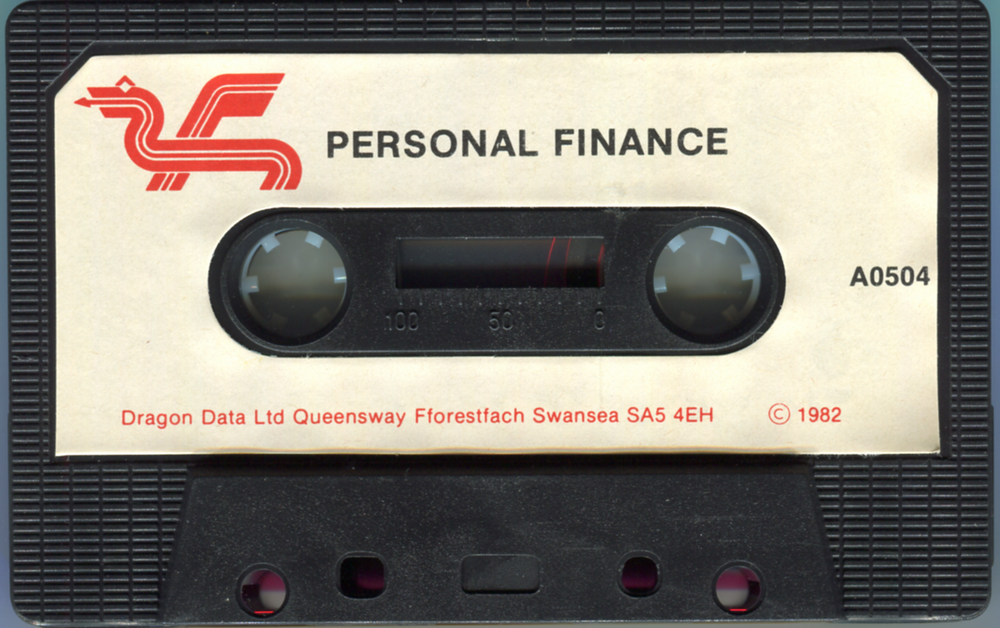 PERSONAL FINANCE
A0504
100 50 0
Dragon Data Ltd Queensway Fforestfach Swansea SA5 4EH © 1982